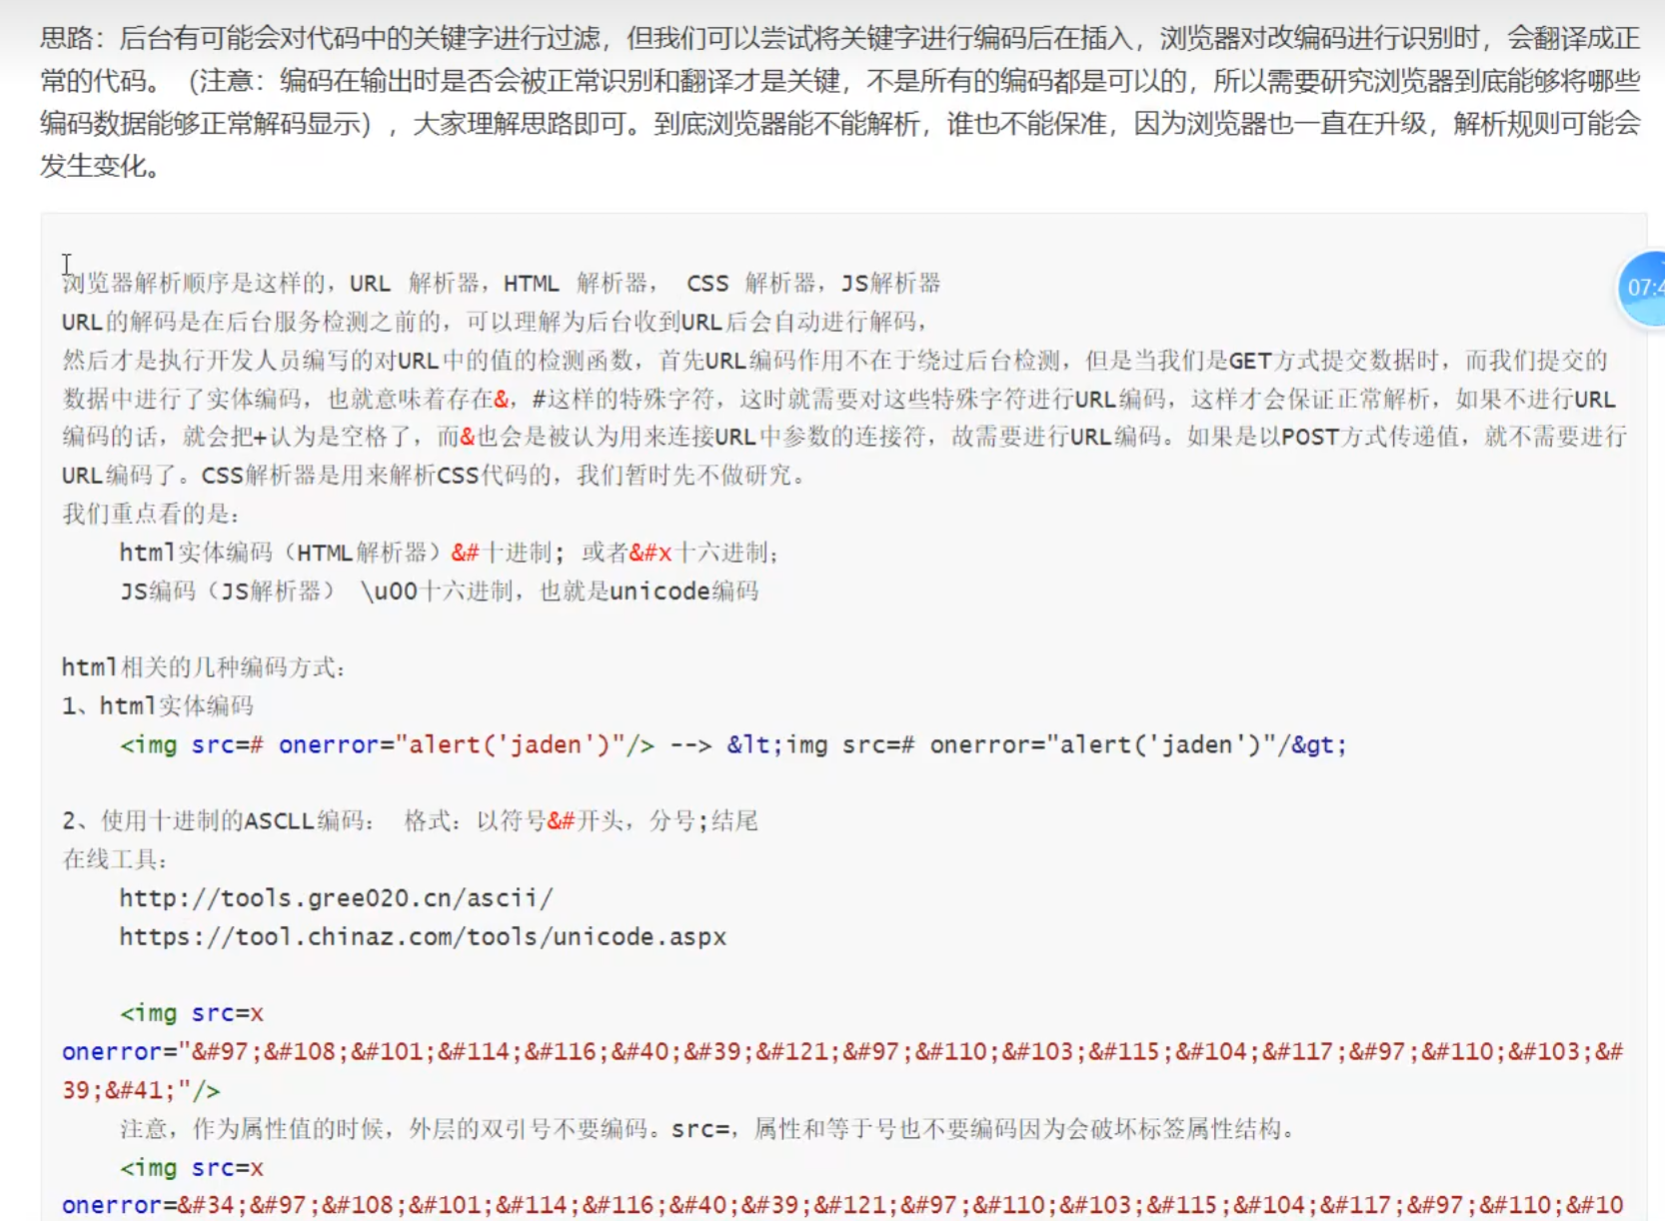 思路：后台有可能会对代码中的关键字进行过滤，但我们可以尝试将关键字进行编码后在插入，浏览器对改编码进行识别时，会翻译成正
常的代码。（注意：编码在输出时是否会被正常识别和翻译才是关键，不是所有的编码都是可以的，所以需要研究浏览器到底能够将哪些
编码数据能够正常解码显示），大家理解思路即可。到底浏览器能不能解析，谁也不能保准，因为浏览器也一直在升级，解析规则可能会
发生变化。
浏览器解析顺序是这样的，URL 解析器，HTML 解析器， CSS 解析器，JS解析器
07:4
URL的解码是在后台服务检测之前的，可以理解为后台收到URL后会自动进行解码，
然后才是执行开发人员编写的对URL中的值的检测函数，首先URL编码作用不在于绕过后台检测，但是当我们是GET方式提交数据时，而我们提交的
数据中进行了实体编码，也就意味着存在&，#这样的特殊字符，这时就需要对这些特殊字符进行URL编码，这样才会保证正常解析，如果不进行URL
编码的话，就会把+认为是空格了，而&也会是被认为用来连接URL中参数的连接符，故需要进行URL编码。如果是以POST方式传递值，就不需要进行
URL编码了。CSS解析器是用来解析CSS代码的，我们暂时先不做研究。
我们重点看的是：
html实体编码（HTML解析器）&#十进制; 或者&#x十六进制;
JS编码（JS解析器） \u00十六进制，也就是unicode编码
html相关的几种编码方式：
1、html实体编码
<img src=# onerror="alert('jaden')"/> --> &lt;img src=# onerror="alert('jaden')"/&gt;
2、使用十进制的ASCLL编码： 格式：以符号&#开头，分号;结尾
在线工具：
http://tools.gree020.cn/ascii/
https://tool.chinaz.com/tools/unicode.aspx
<img src=x
onerror="&#97;&#108;&#101;&#114;&#116;&#40;&#39;&#121;&#97;&#110;&#103;&#115;&#104;&#117;&#97;&#110;&#103;&#
39;&#41;"/>
注意，作为属性值的时候，外层的双引号不要编码。src=，属性和等于号也不要编码因为会破坏标签属性结构。
<img src=x
onerror=&#34;&#97;&#108;&#101;&#114;&#116;&#40;&#39;&#121;&#97;&#110;&#103;&#115;&#104;&#117;&#97;&#110;&#10